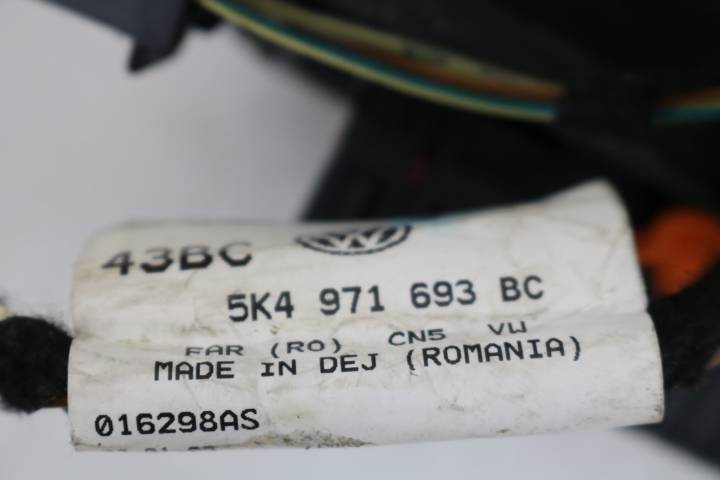 43BC
5K4 971 693 BC
FAR (RO) CN5 VW
MADE IN DEJ (ROMANIA)
016298AS